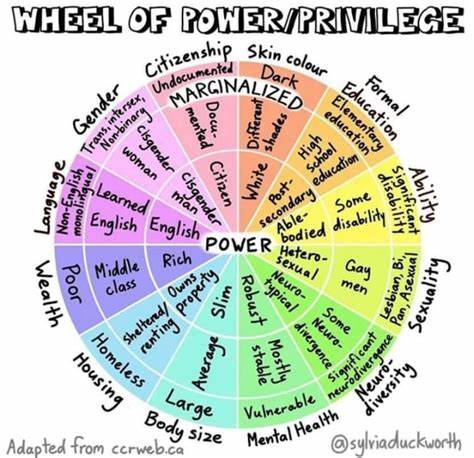 WHEEL OF POWER/PRIVILEGE
Citizenship
Undocumented
Docu-
mented
Citizen
Skin colour
Dark
Different
shades
White
Formal
Education
Elementary
education
High
School
education
Post-
secondary
Ability
Significant
disability
Some
disability
Able-
bodied
Sexuality
Lesbian, Bi,
Pan, Asexual
Gay
men
Hetero-
sexual
Neuro-
diversity
Significant
neurodivergence
Some
Neuro-
divergence
Neuro-
typical
Mental Health
Vulnerable
Mostly
stable
Robust
Body size
Large
Average
Slim
Housing
Homeless
Sheltered/
renting
Owns
property
Wealth
Poor
Middle
class
Rich
Language
Non-English
monolingual
Learned
English
English
Gender
Trans, intersex,
Nonbinary
Cisgender
woman
Cisgender
man
MARGINALIZED
POWER
Adapted from ccrweb.ca
@sylviaduckworth